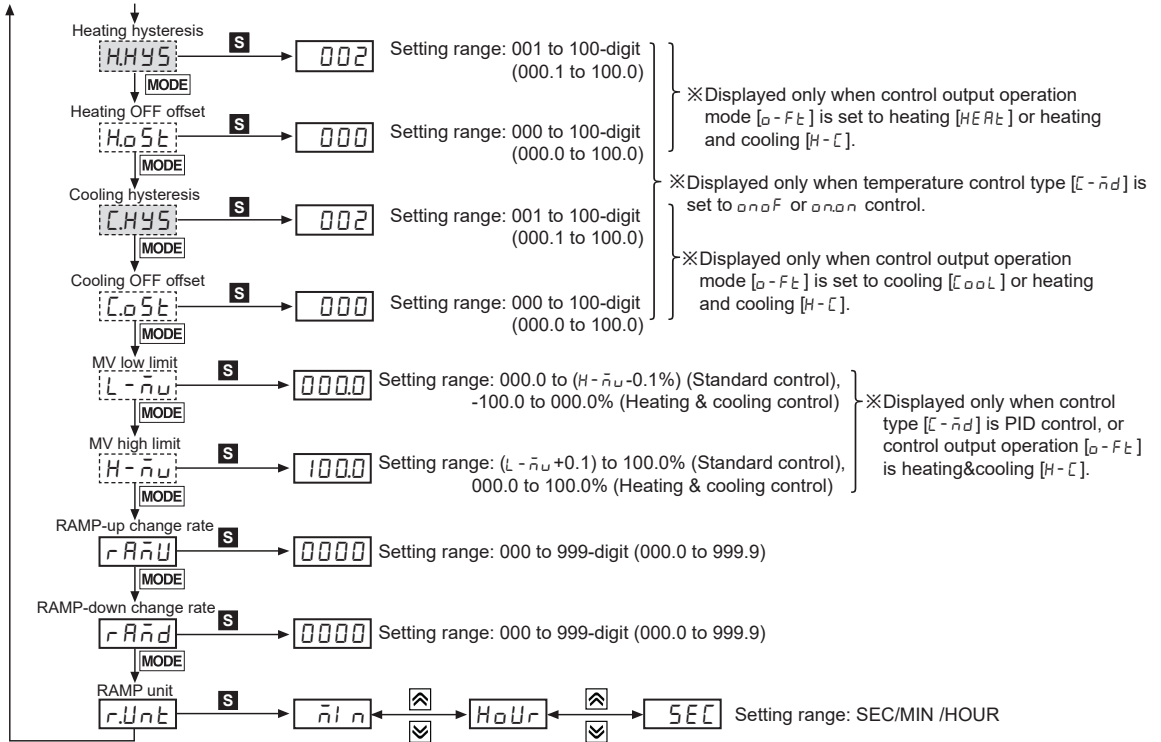 Heating hysteresis
H.HYS S 002 Setting range: 001 to 100-digit
(000.1 to 100.0)
MODE
※Displayed only when control output operation
mode [o-Ft] is set to heating [HEAt] or heating
and cooling [H-C].
Heating OFF offset
H.oSt S 000 Setting range: 000 to 100-digit
(000.0 to 100.0)
MODE
※Displayed only when temperature control type [C-md] is
set to onoF or on.on control.
Cooling hysteresis
C.HYS S 002 Setting range: 001 to 100-digit
(000.1 to 100.0)
MODE
※Displayed only when control output operation
mode [o-Ft] is set to cooling [CooL] or heating
and cooling [H-C].
Cooling OFF offset
C.oSt S 000 Setting range: 000 to 100-digit
(000.0 to 100.0)
MODE
MV low limit
L-mv S 000.0 Setting range: 000.0 to (H-mv-0.1%) (Standard control),
-100.0 to 000.0% (Heating & cooling control)
MODE
※Displayed only when control
type [C-md] is PID control, or
control output operation [o-Ft]
is heating&cooling [H-C].
MV high limit
H-mv S 100.0 Setting range: (L-mv+0.1) to 100.0% (Standard control),
000.0 to 100.0% (Heating & cooling control)
MODE
RAMP-up change rate
rAmU S 0000 Setting range: 000 to 999-digit (000.0 to 999.9)
MODE
RAMP-down change rate
rAmd S 0000 Setting range: 000 to 999-digit (000.0 to 999.9)
MODE
RAMP unit
r.Unt S mIn HoUr SEC Setting range: SEC/MIN /HOUR